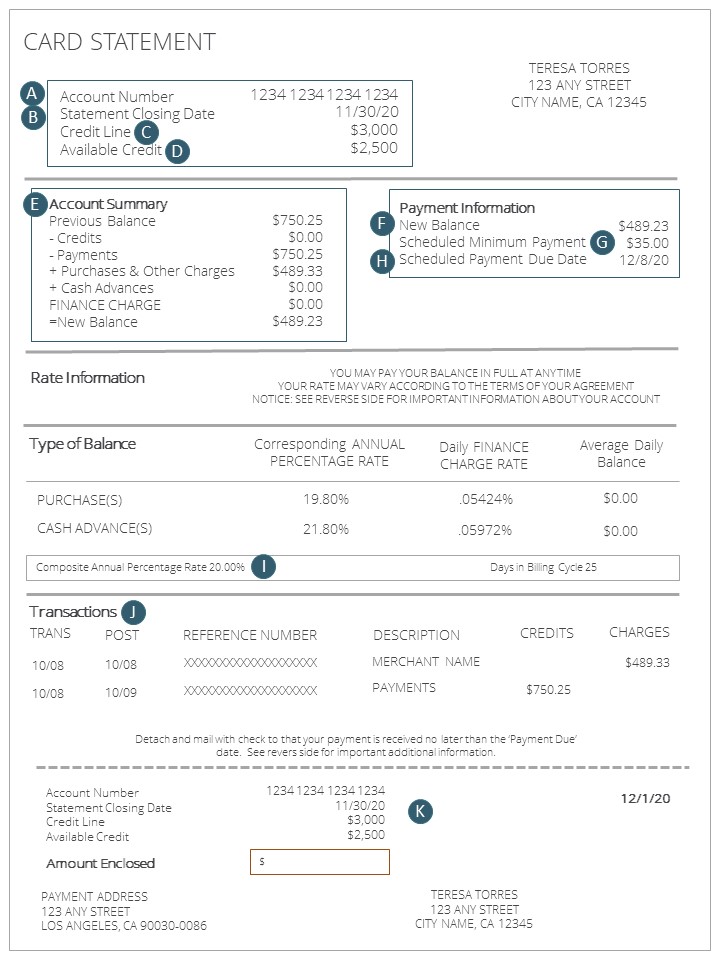 CARD STATEMENT
TERESA TORRES
123 ANY STREET
CITY NAME, CA 12345
A Account Number 1234 1234 1234 1234
B Statement Closing Date 11/30/20
Credit Line C $3,000
Available Credit D $2,500
E Account Summary
Previous Balance $750.25
- Credits $0.00
- Payments $750.25
+ Purchases & Other Charges $489.33
+ Cash Advances $0.00
FINANCE CHARGE $0.00
=New Balance $489.23
Payment Information
F New Balance $489.23
Scheduled Minimum Payment G $35.00
H Scheduled Payment Due Date 12/8/20
Rate Information
YOU MAY PAY YOUR BALANCE IN FULL AT ANY TIME
YOUR RATE MAY VARY ACCORDING TO THE TERMS OF YOUR AGREEMENT
NOTICE: SEE REVERSE SIDE FOR IMPORTANT INFORMATION ABOUT YOUR ACCOUNT
Type of Balance Corresponding ANNUAL Daily FINANCE Average Daily
PERCENTAGE RATE CHARGE RATE Balance
PURCHASE(S) 19.80% .05424% $0.00
CASH ADVANCE(S) 21.80% .05972% $0.00
Composite Annual Percentage Rate 20.00% I Days in Billing Cycle 25
Transactions J
TRANS POST REFERENCE NUMBER DESCRIPTION CREDITS CHARGES
10/08 10/08 XXXXXXXXXXXXXXXXXXX MERCHANT NAME $489.33
10/08 10/09 XXXXXXXXXXXXXXXXXXX PAYMENTS $750.25
Detach and mail with check to that your payment is received no later than the ‘Payment Due’
date. See revers side for important additional information.
Account Number 1234 1234 1234 1234
Statement Closing Date 11/30/20
Credit Line $3,000
Available Credit $2,500
K
12/1/20
Amount Enclosed $
PAYMENT ADDRESS
123 ANY STREET
LOS ANGELES, CA 90030-0086
TERESA TORRES
123 ANY STREET
CITY NAME, CA 12345